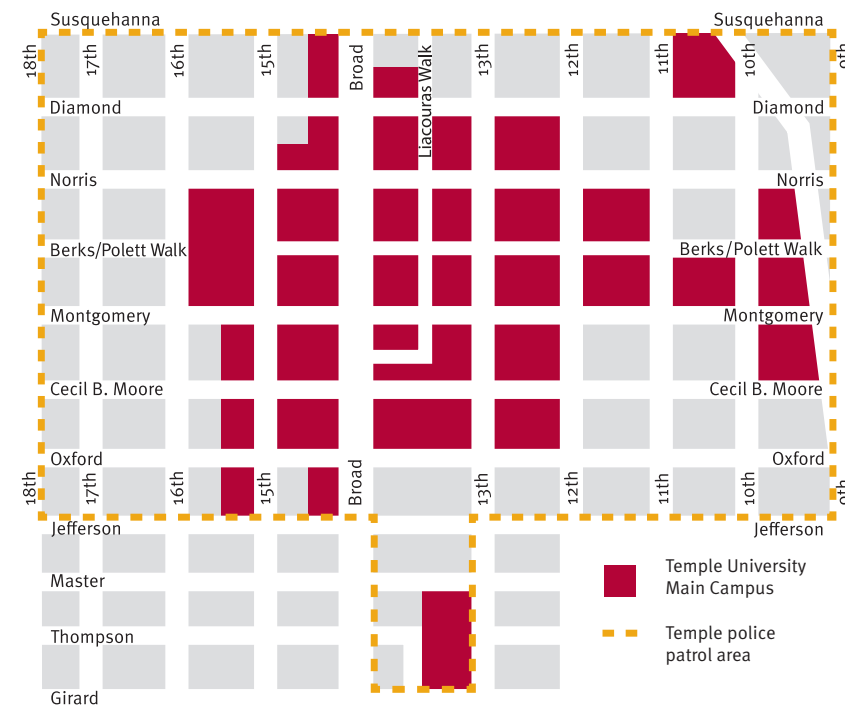 Susquehanna
Susquehanna
18th
17th
16th
15th
Broad
Liacouras Walk
13th
12th
11th
10th
Diamond
Diamond
Norris
Norris
Berks/Polett Walk
Berks/Polett Walk
Montgomery
Montgomery
Cecil B. Moore
Cecil B. Moore
Oxford
Oxford
18th
17th
16th
15th
Broad
13th
12th
11th
10th
Jefferson
Jefferson
Master
Thompson
Girard
Temple University
Main Campus
Temple police
patrol area